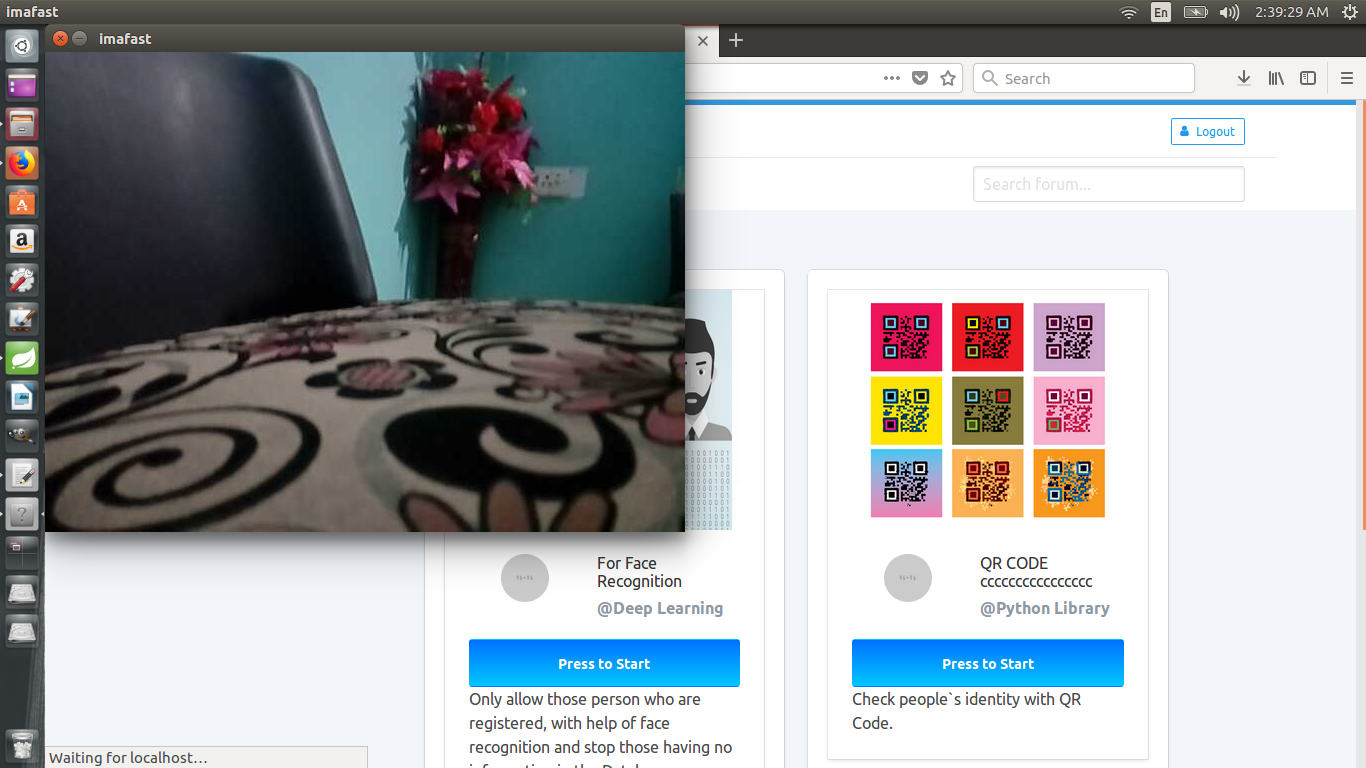 imafast
En
2:39:29 AM
imafast
Search
Logout
Search forum...
For Face
Recognition
@Deep Learning
Press to Start
Only allow those person who are
registered, with help of face
recognition and stop those having no
QR CODE
cccccccccccccccc
@Python Library
Press to Start
Check people`s identity with QR
Code.
Waiting for localhost…